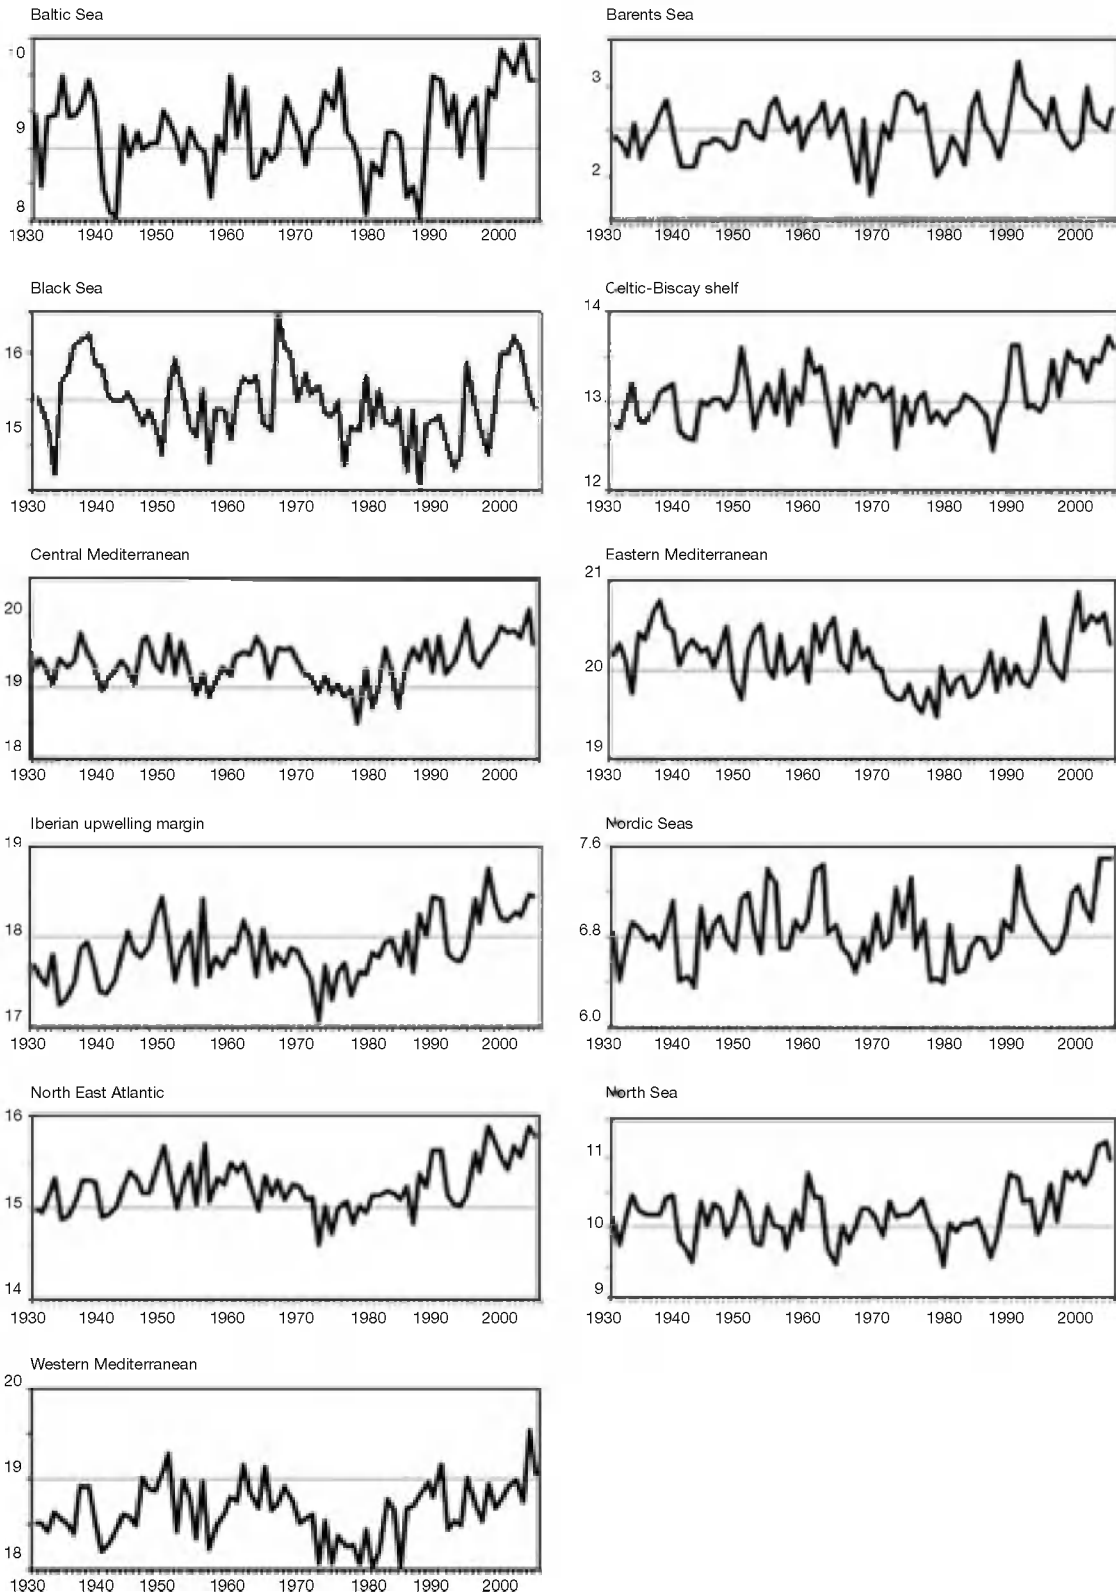 Baltic Sea
10
9
8
1930 1940 1950 1960 1970 1980 1990 2000
Barents Sea
3
2
1930 1940 1950 1960 1970 1980 1990 2000
Black Sea
16
15
1930 1940 1950 1960 1970 1980 1990 2000
Celtic-Biscay shelf
14
13
12
1930 1940 1950 1960 1970 1980 1990 2000
Central Mediterranean
20
19
18
1930 1940 1950 1960 1970 1980 1990 2000
Eastern Mediterranean
21
20
19
1930 1940 1950 1960 1970 1980 1990 2000
Iberian upwelling margin
19
18
17
1930 1940 1950 1960 1970 1980 1990 2000
Nordic Seas
7.6
6.8
6.0
1930 1940 1950 1960 1970 1980 1990 2000
North East Atlantic
16
15
14
1930 1940 1950 1960 1970 1980 1990 2000
North Sea
11
10
9
1930 1940 1950 1960 1970 1980 1990 2000
Western Mediterranean
20
19
18
1930 1940 1950 1960 1970 1980 1990 2000